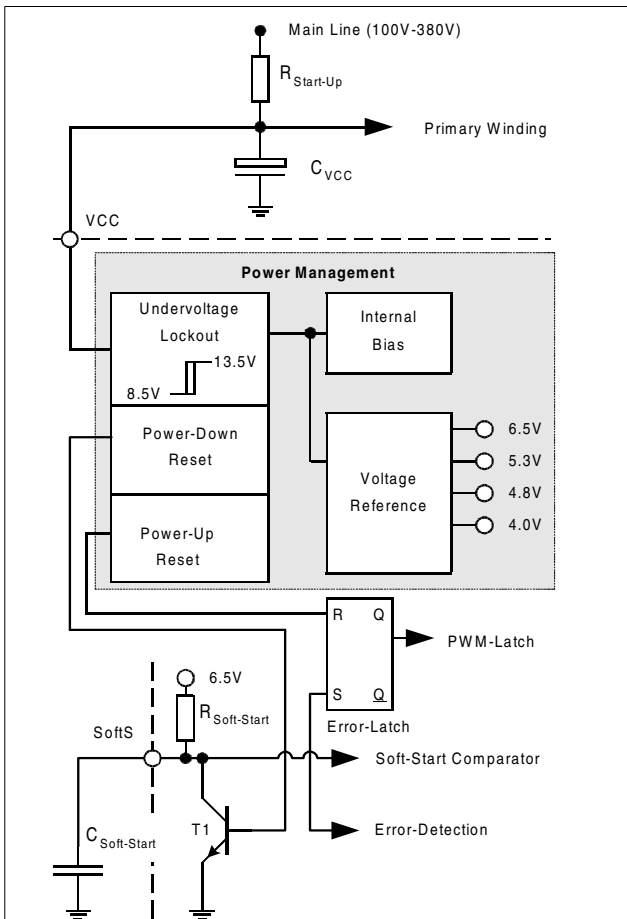 Main Line (100V-380V)
R Start-Up
Primary Winding
C VCC
VCC
Power Management
Undervoltage
Lockout
13.5V
8.5V
Internal
Bias
Power-Down
Reset
Power-Up
Reset
Voltage
Reference
6.5V
5.3V
4.8V
4.0V
R Q
S Q
PWM-Latch
Error-Latch
6.5V
R Soft-Start
SoftS
Soft-Start Comparator
C Soft-Start
T1
Error-Detection